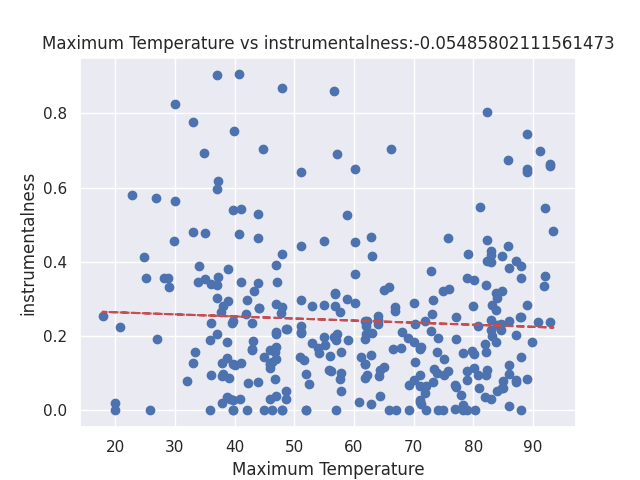 Maximum Temperature vs instrumentalness:-0.05485802111561473
0.8
0.6
0.4
0.2
0.0
instrumentalness
20 30 40 50 60 70 80 90
Maximum Temperature